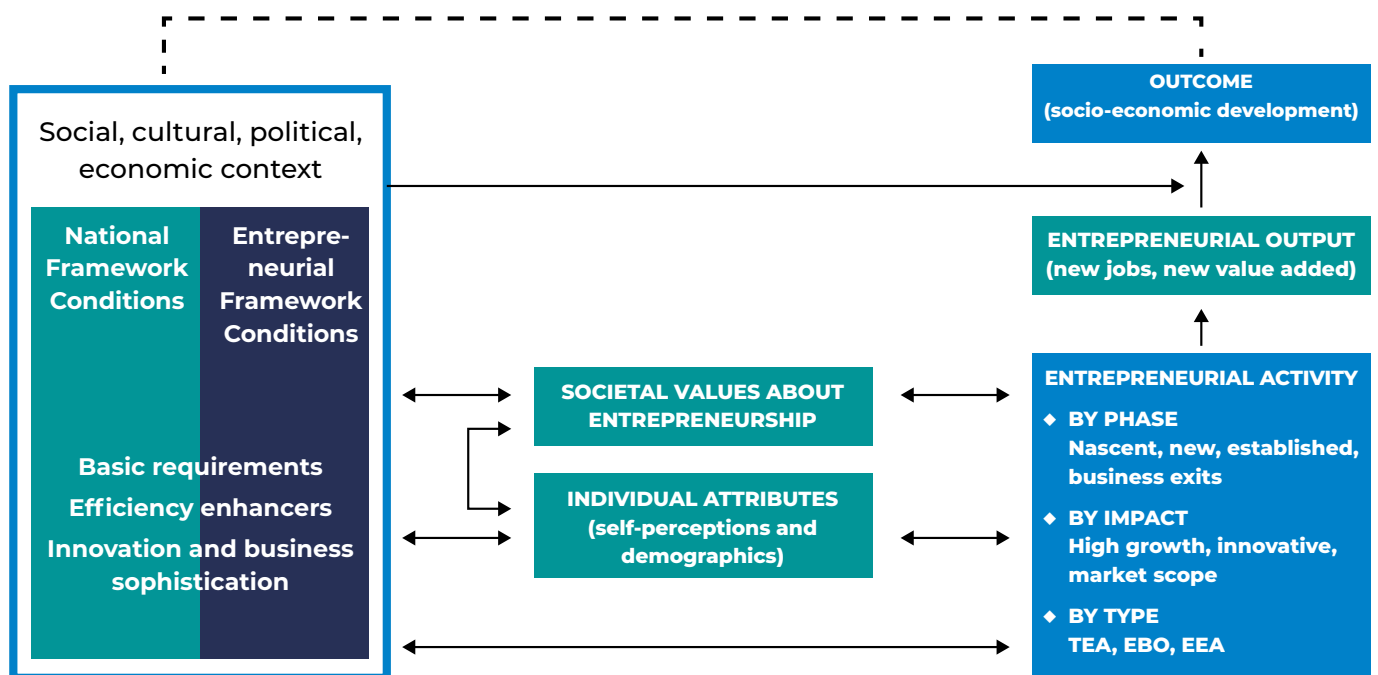 Social, cultural, political,
economic context
National
Framework
Conditions
Entrepre-
neurial
Framework
Conditions
Basic requirements
Efficiency enhancers
Innovation and business
sophistication
SOCIETAL VALUES ABOUT
ENTREPRENEURSHIP
INDIVIDUAL ATTRIBUTES
(self-perceptions and
demographics)
OUTCOME
(socio-economic development)
ENTREPRENEURIAL OUTPUT
(new jobs, new value added)
ENTREPRENEURIAL ACTIVITY
◆ BY PHASE
Nascent, new, established,
business exits
◆ BY IMPACT
High growth, innovative,
market scope
◆ BY TYPE
TEA, EBO, EEA